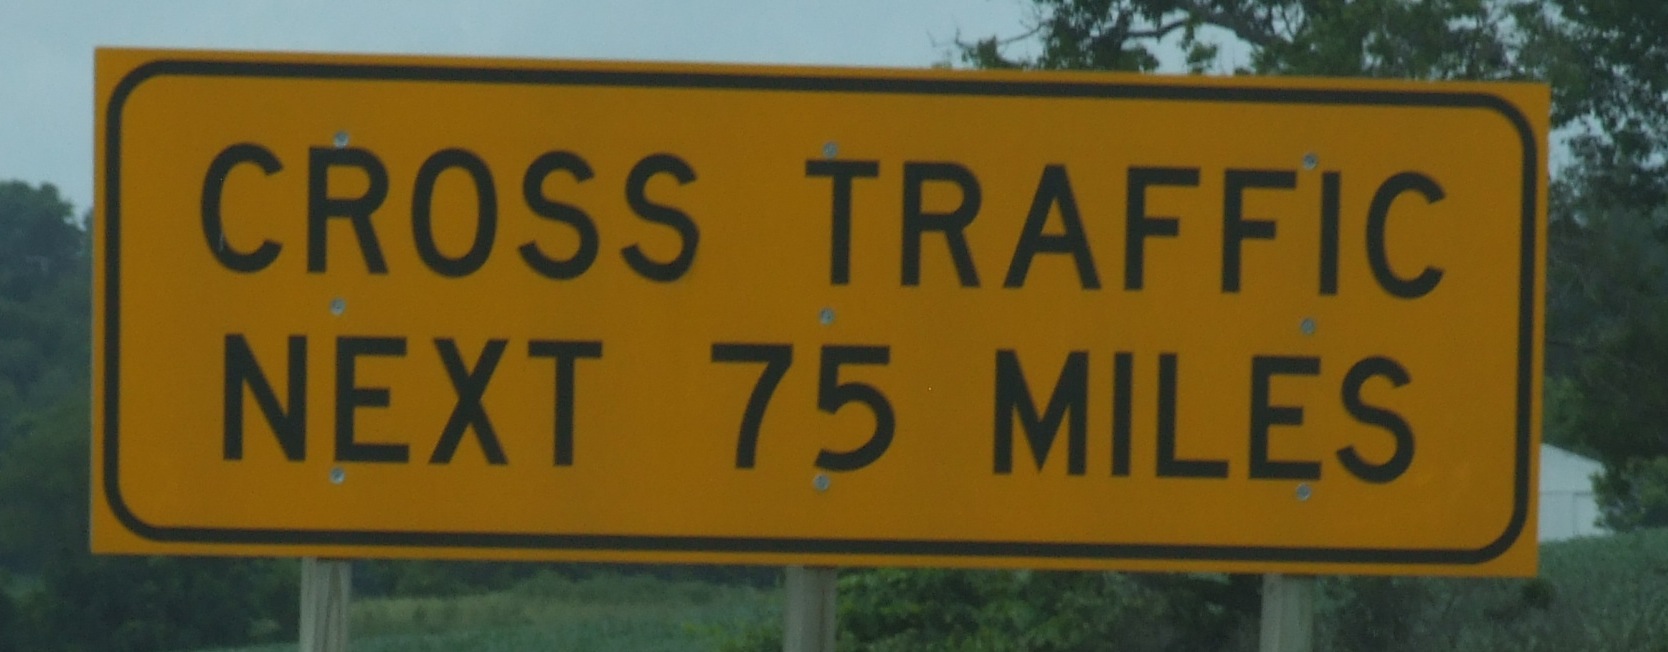 CROSS TRAFFIC
NEXT 75 MILES